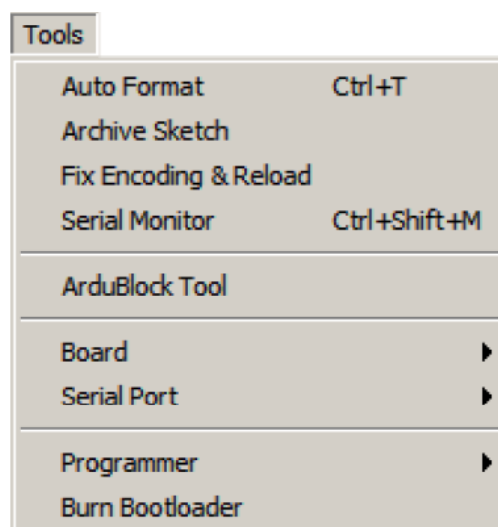 Tools
Auto Format Ctrl+T
Archive Sketch
Fix Encoding & Reload
Serial Monitor Ctrl+Shift+M
ArduBlock Tool
Board
Serial Port
Programmer
Burn Bootloader